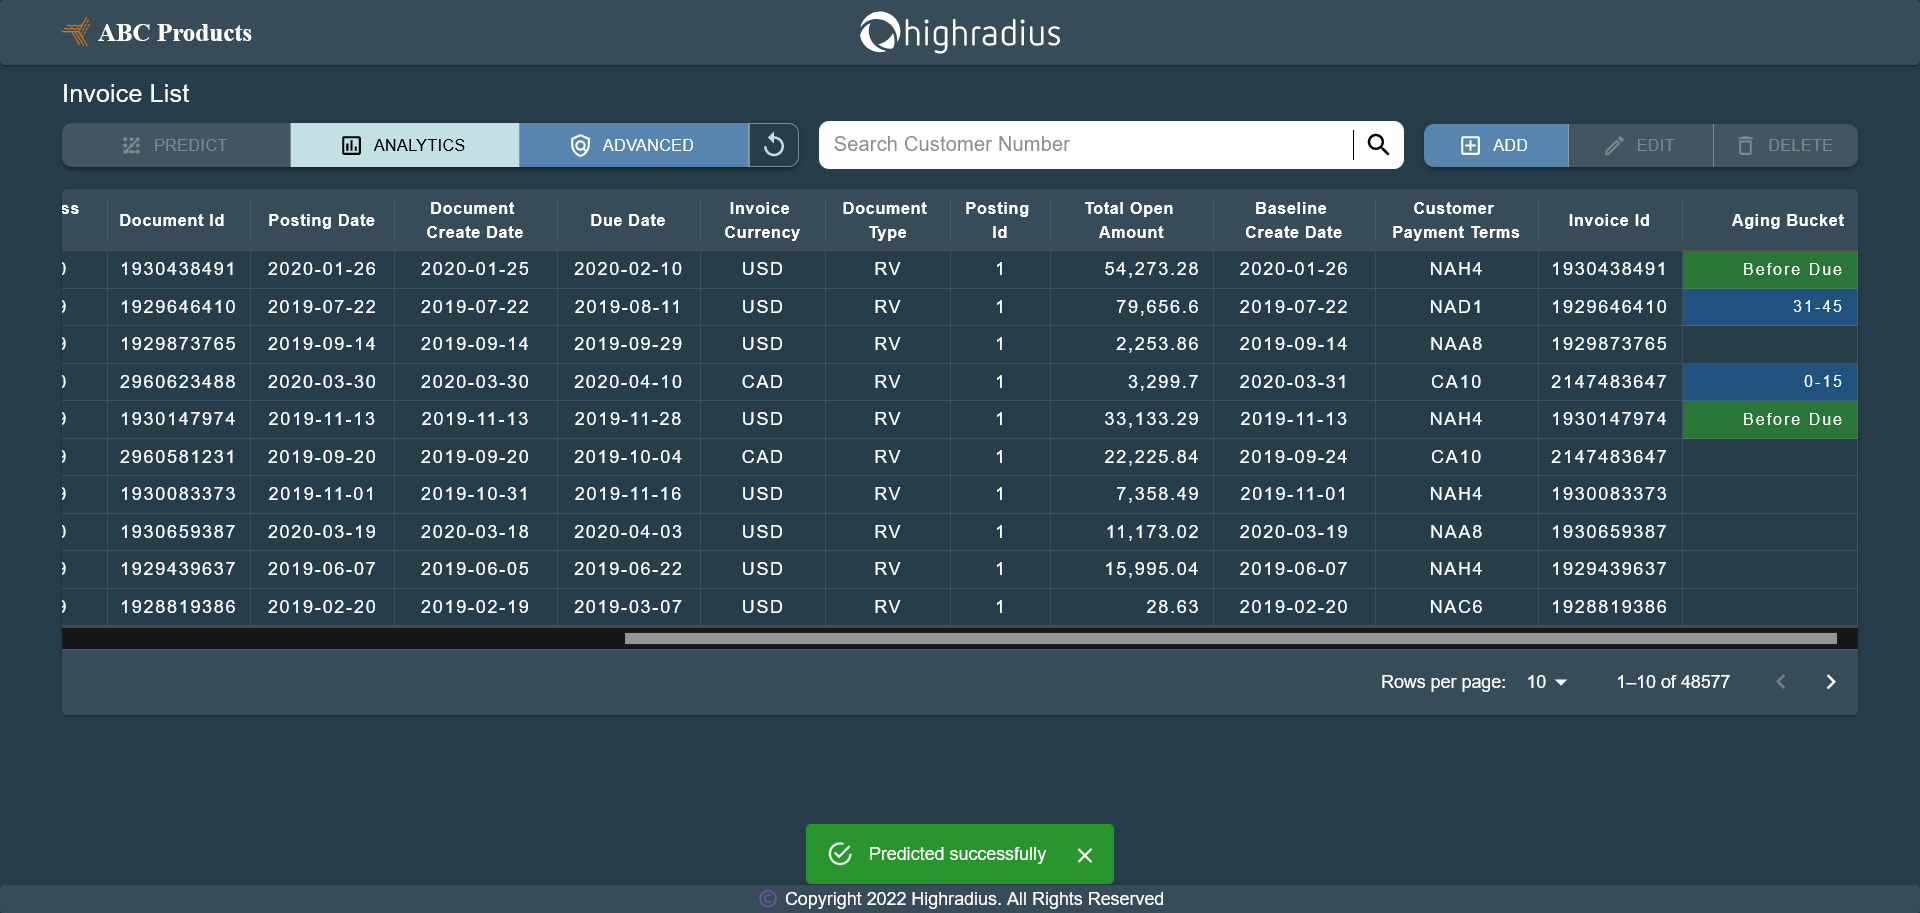 ABC Products
highradius
Invoice List
PREDICT ANALYTICS ADVANCED Search Customer Number ADD EDIT DELETE
ss Document Id Posting Date Document Create Date Due Date Invoice Currency Document Type Posting Id Total Open Amount Baseline Create Date Customer Payment Terms Invoice Id Aging Bucket
0 1930438491 2020-01-26 2020-01-25 2020-02-10 USD RV 1 54,273.28 2020-01-26 NAH4 1930438491 Before Due
9 1929646410 2019-07-22 2019-07-22 2019-08-11 USD RV 1 79,656.6 2019-07-22 NAD1 1929646410 31-45
9 1929873765 2019-09-14 2019-09-14 2019-09-29 USD RV 1 2,253.86 2019-09-14 NAA8 1929873765
0 2960623488 2020-03-30 2020-03-30 2020-04-10 CAD RV 1 3,299.7 2020-03-31 CA10 2147483647 0-15
9 1930147974 2019-11-13 2019-11-13 2019-11-28 USD RV 1 33,133.29 2019-11-13 NAH4 1930147974 Before Due
9 2960581231 2019-09-20 2019-09-20 2019-10-04 CAD RV 1 22,225.84 2019-09-24 CA10 2147483647
9 1930083373 2019-11-01 2019-10-31 2019-11-16 USD RV 1 7,358.49 2019-11-01 NAH4 1930083373
0 1930659387 2020-03-19 2020-03-18 2020-04-03 USD RV 1 11,173.02 2020-03-19 NAA8 1930659387
9 1929439637 2019-06-07 2019-06-05 2019-06-22 USD RV 1 15,995.04 2019-06-07 NAH4 1929439637
9 1928819386 2019-02-20 2019-02-19 2019-03-07 USD RV 1 28.63 2019-02-20 NAC6 1928819386
Rows per page: 10 1–10 of 48577
Predicted successfully
© Copyright 2022 Highradius. All Rights Reserved